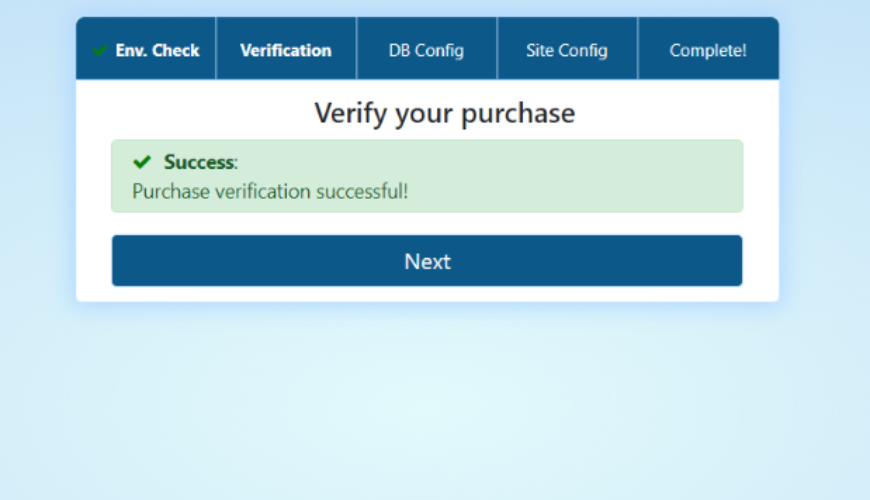 Env. Check Verification DB Config Site Config Complete!
Verify your purchase
Success:
Purchase verification successful!
Next